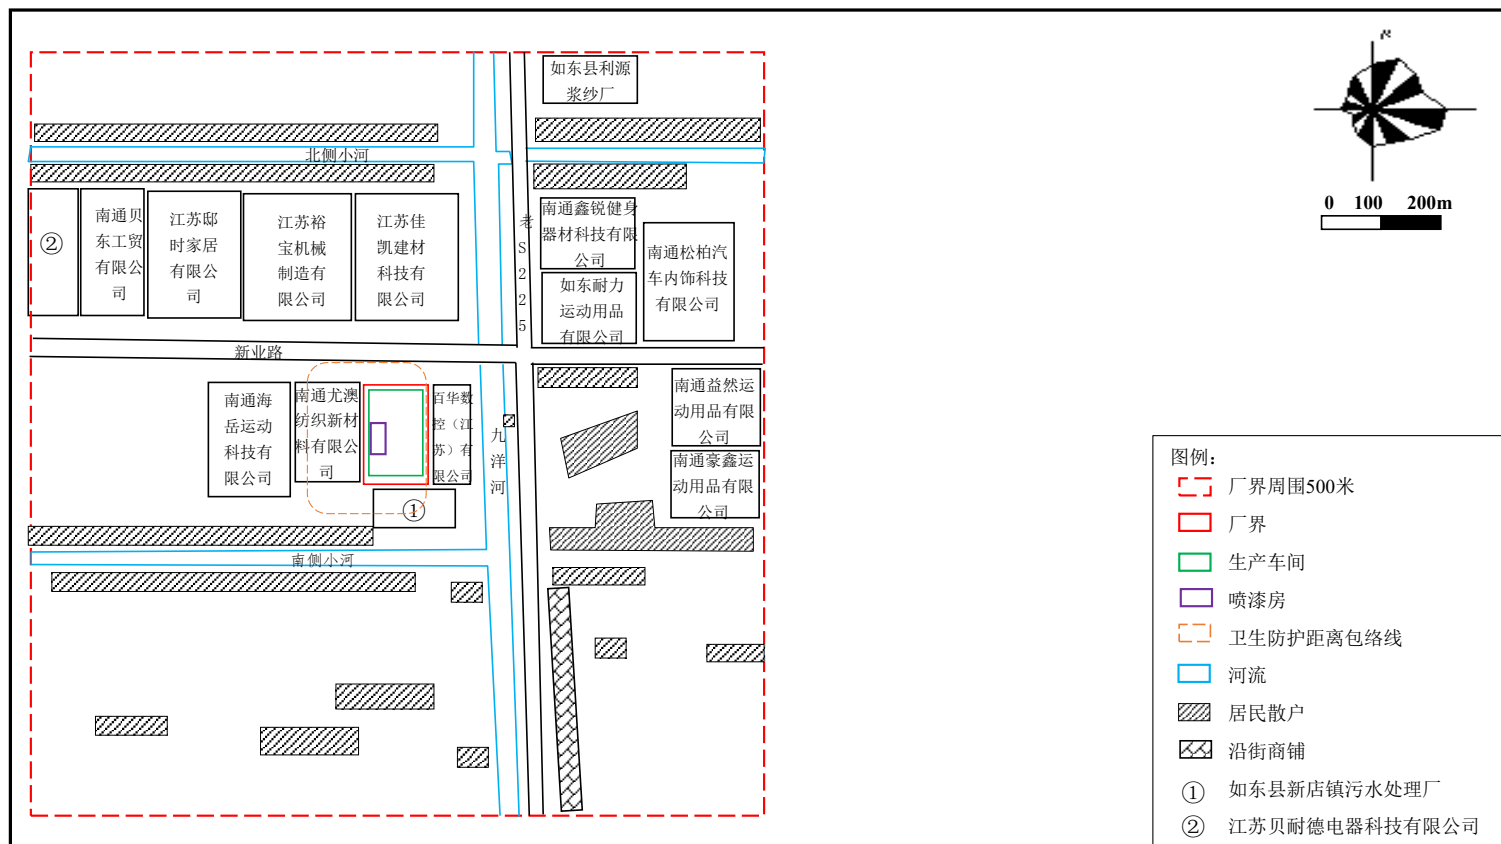 如东县利源
浆纱厂
北侧小河
②
南通贝
东工贸
有限公
司
江苏邸
时家居
有限公
司
江苏裕
宝机械
制造有
限公司
江苏佳
凯建材
科技有
限公司
老
S
2
2
5
南通鑫锐健身
器材科技有限
公司
如东耐力
运动用品
有限公司
南通松柏汽
车内饰科技
有限公司
新业路
南通海
岳运动
科技有
限公司
南通尤澳
纺织新材
料有限公
司
百华数
控（江
苏）有
限公司
九
洋
河
①
南通益然运
动用品有限
公司
南通豪鑫运
动用品有限
公司
南侧小河
0 100 200m
图例:
厂界周围500米
厂界
生产车间
喷漆房
卫生防护距离包络线
河流
居民散户
沿街商铺
① 如东县新店镇污水处理厂
② 江苏贝耐德电器科技有限公司